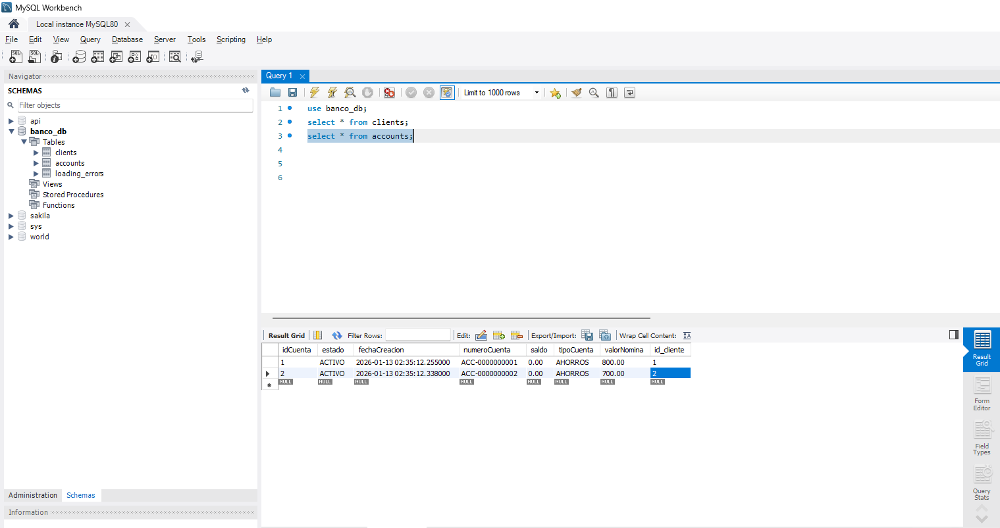 MySQL Workbench
Local instance MySQL80
File Edit View Query Database Server Tools Scripting Help
Navigator
SCHEMAS
Filter objects
api
banco_db
Tables
clients
accounts
loading_errors
Views
Stored Procedures
Functions
sakila
sys
world
Administration Schemas
Information
Query 1
Limit to 1000 rows
1 use banco_db;
2 select * from clients;
3 select * from accounts;
4
5
6
Result Grid Filter Rows: Edit: Export/Import: Wrap Cell Content:
idCuenta estado fechaCreacion numeroCuenta saldo tipoCuenta valorNomina id_cliente
1 ACTIVO 2026-01-13 02:35:12.255000 ACC-0000000001 0.00 AHORROS 800.00 1
2 ACTIVO 2026-01-13 02:35:12.338000 ACC-0000000002 0.00 AHORROS 700.00 2
NULL NULL NULL NULL NULL NULL NULL NULL
Result
Grid
Form
Editor
Field
Types
Query
Stats